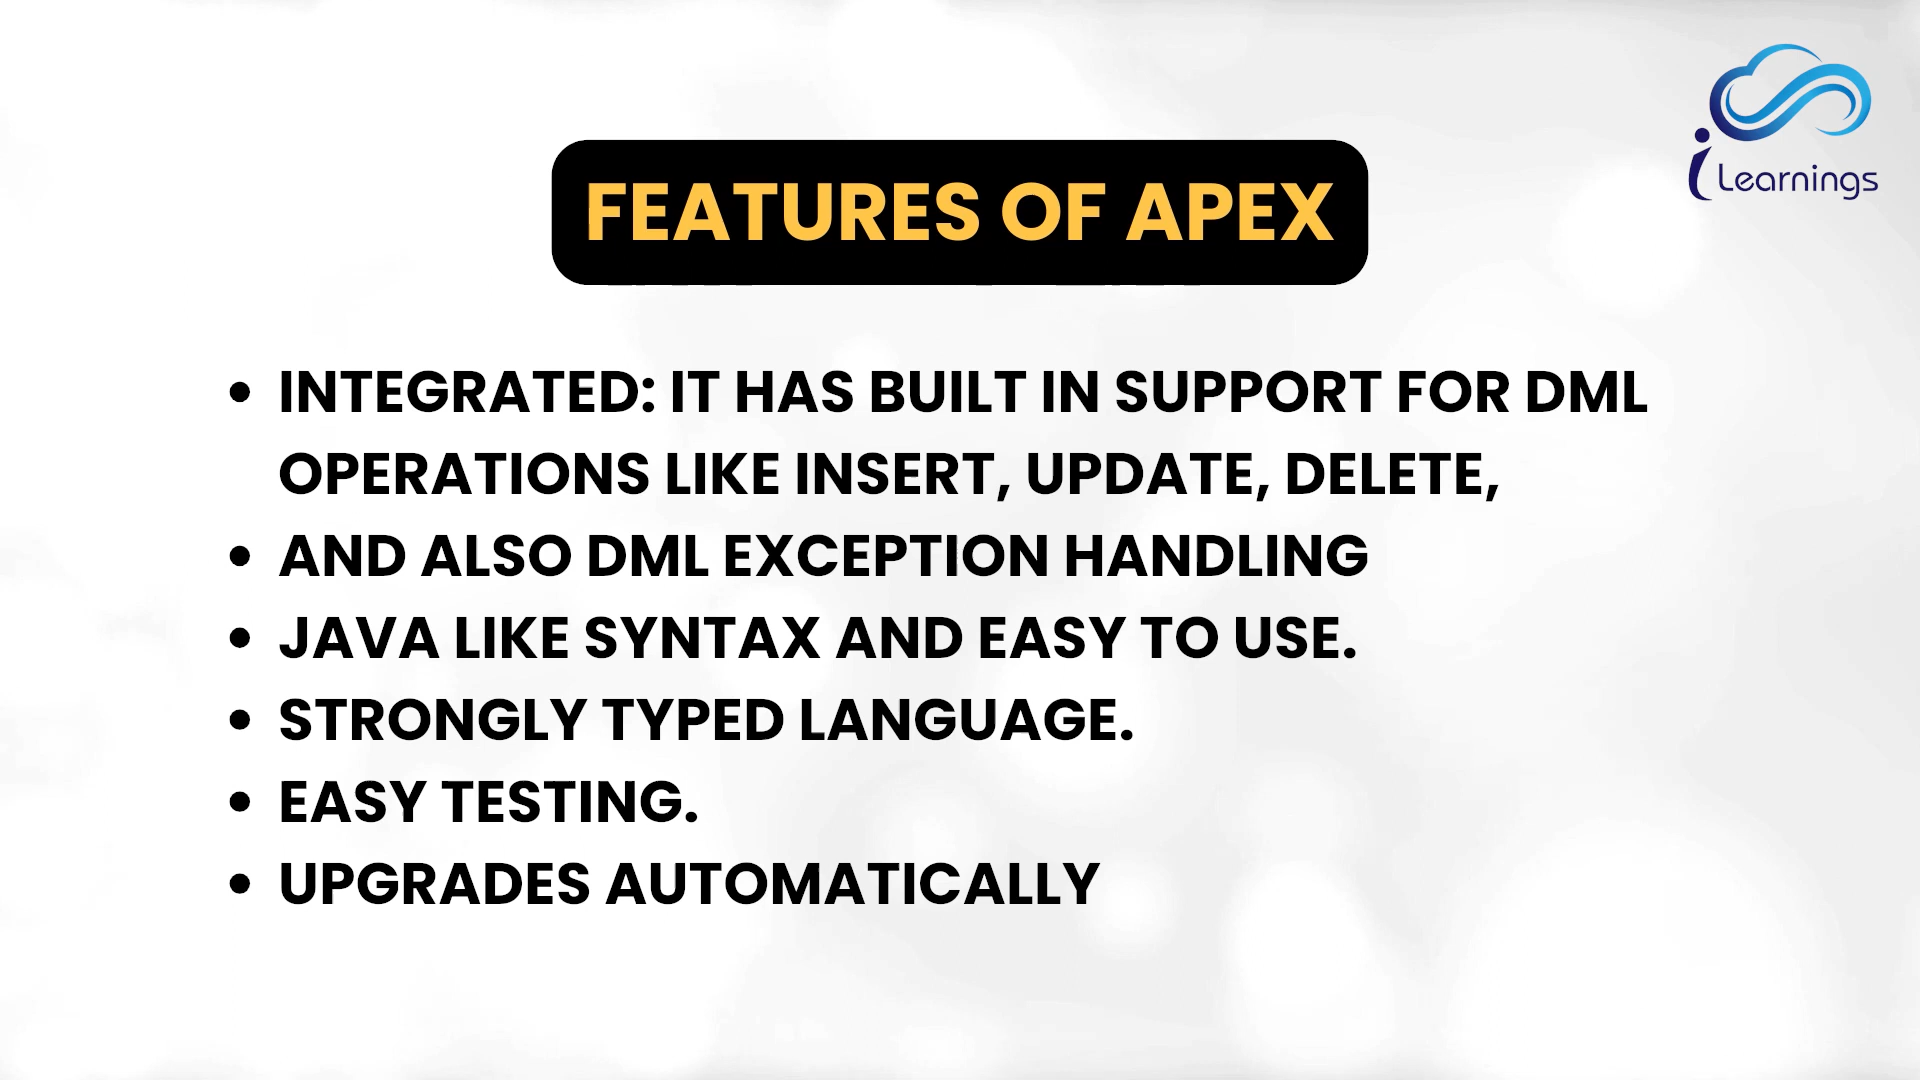 i Learnings
FEATURES OF APEX
• INTEGRATED: IT HAS BUILT IN SUPPORT FOR DML
OPERATIONS LIKE INSERT, UPDATE, DELETE,
• AND ALSO DML EXCEPTION HANDLING
• JAVA LIKE SYNTAX AND EASY TO USE.
• STRONGLY TYPED LANGUAGE.
• EASY TESTING.
• UPGRADES AUTOMATICALLY